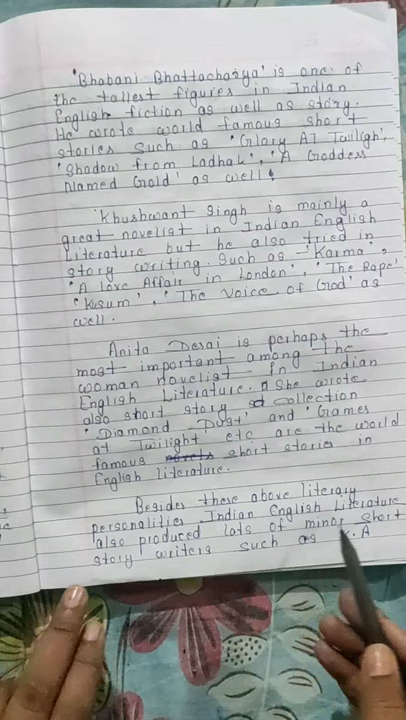 'Bhabani Bhattacharya' is one of
the tallest figures in Indian
English fiction as well as story.
He wrote world famous short
stories such as 'Glory AT Twiligh',
'Shadow from Ladhak', 'A Goddess
Named Gold' as well.
Khushwant Singh is mainly a
great novelist in Indian English
Literature but he also tried in
story writing. Such as 'Karma',
'A Love Affair in London', 'The Rape'
'Kusum', 'The Voice of God' as
well.
Anita Desai is perhaps the
most important among the
woman novelist In Indian
English Literature. She wrote
also short story collection
'Diamond Dust' and 'Games
at Twilight etc are the world
famous short stories in
English literature.
Besides these above literary
personalities Indian English Literature
also produced lots of minor short
story writers such as .A